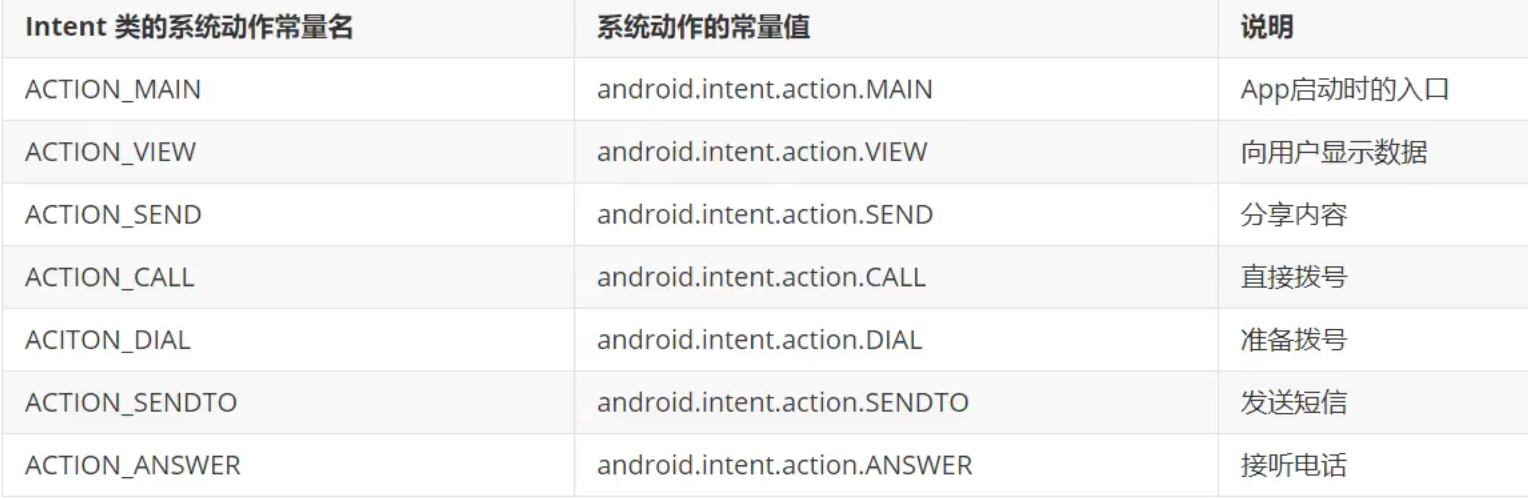 Intent 类的系统动作常量名 系统动作的常量值 说明
ACTION_MAIN android.intent.action.MAIN App启动时的入口
ACTION_VIEW android.intent.action.VIEW 向用户显示数据
ACTION_SEND android.intent.action.SEND 分享内容
ACTION_CALL android.intent.action.CALL 直接拨号
ACITON_DIAL android.intent.action.DIAL 准备拨号
ACTION_SENDTO android.intent.action.SENDTO 发送短信
ACTION_ANSWER android.intent.action.ANSWER 接听电话